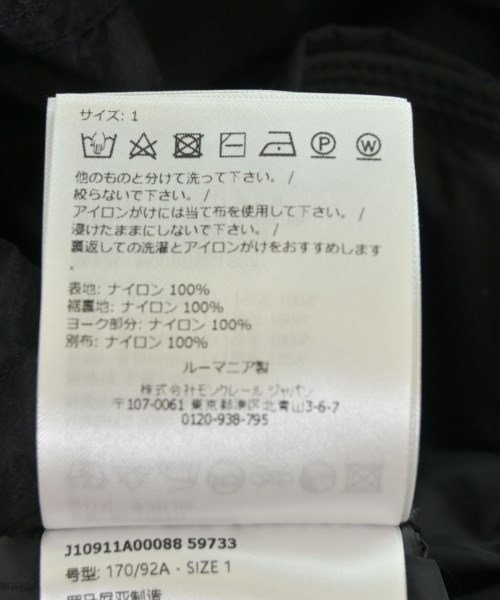 サイズ: 1
P W
他のものと分けて洗って下さい。 /
絞らないで下さい。 /
アイロンがけには当て布を使用して下さい。 /
浸けたままにしないで下さい。 /
裏返しての洗濯とアイロンがけをおすすめします
。
表地: ナイロン 100%
裾裏地: ナイロン 100%
ヨーク部分: ナイロン 100%
別布: ナイロン 100%
ルーマニア製
株式会社モンクレール ジャパン
〒107-0061 東京都港区北青山3-6-7
0120-938-795
J10911A00088 59733
号型: 170/92A - SIZE 1
罗马尼亚制造